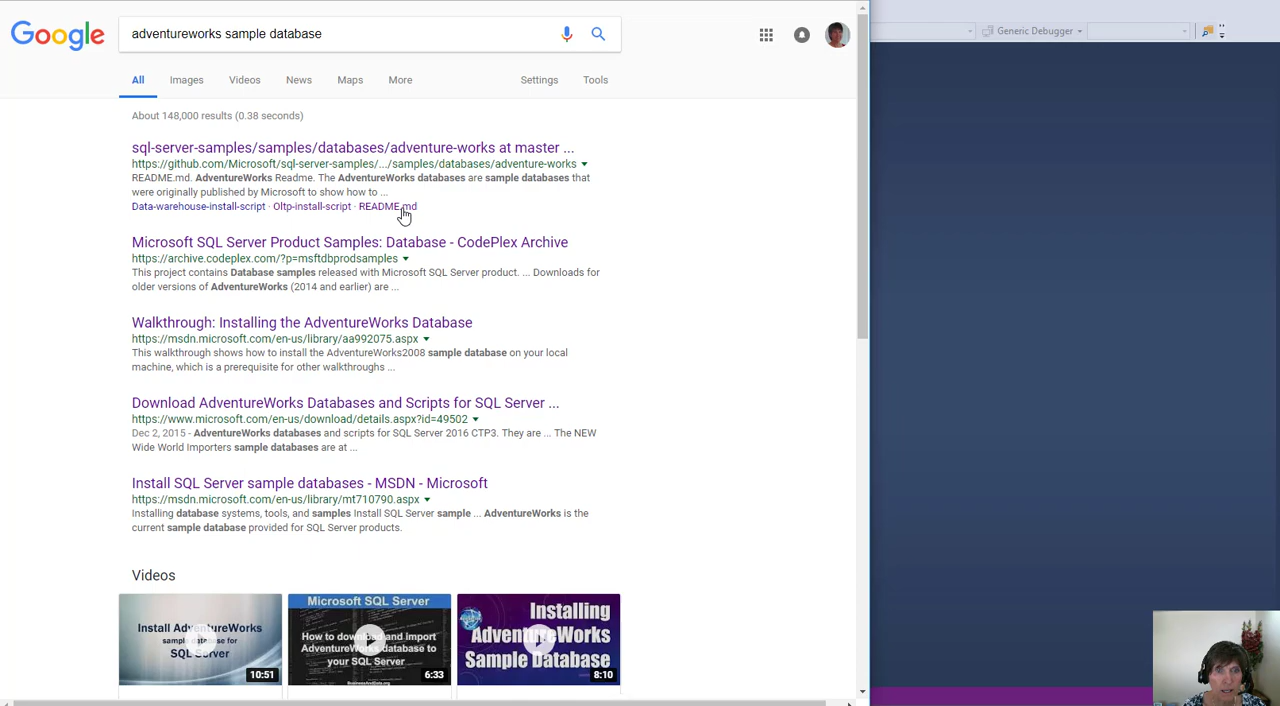 Google
adventureworks sample database
Generic Debugger
All Images Videos News Maps More Settings Tools
About 148,000 results (0.38 seconds)
sql-server-samples/samples/databases/adventure-works at master ...
https://github.com/Microsoft/sql-server-samples/.../samples/databases/adventure-works
README.md. AdventureWorks Readme. The AdventureWorks databases are sample databases that
were originally published by Microsoft to show how to ...
Data-warehouse-install-script · Oltp-install-script · README.md
Microsoft SQL Server Product Samples: Database - CodePlex Archive
https://archive.codeplex.com/?p=msftdbprodsamples
This project contains Database samples released with Microsoft SQL Server product. ... Downloads for
older versions of AdventureWorks (2014 and earlier) are ...
Walkthrough: Installing the AdventureWorks Database
https://msdn.microsoft.com/en-us/library/aa992075.aspx
This walkthrough shows how to install the AdventureWorks2008 sample database on your local
machine, which is a prerequisite for other walkthroughs ...
Download AdventureWorks Databases and Scripts for SQL Server ...
https://www.microsoft.com/en-us/download/details.aspx?id=49502
Dec 2, 2015 - AdventureWorks databases and scripts for SQL Server 2016 CTP3. They are ... The NEW
Wide World Importers sample databases are at ...
Install SQL Server sample databases - MSDN - Microsoft
https://msdn.microsoft.com/en-us/library/mt710790.aspx
Installing database systems, tools, and samples Install SQL Server sample ... AdventureWorks is the
current sample database provided for SQL Server products.
Videos
Install AdventureWorks
sample database for
SQL Server
10:51
Microsoft SQL Server
How to download and import
AdventureWorks database to
your SQL Server
6:33
Installing
AdventureWorks
Sample Database
8:10